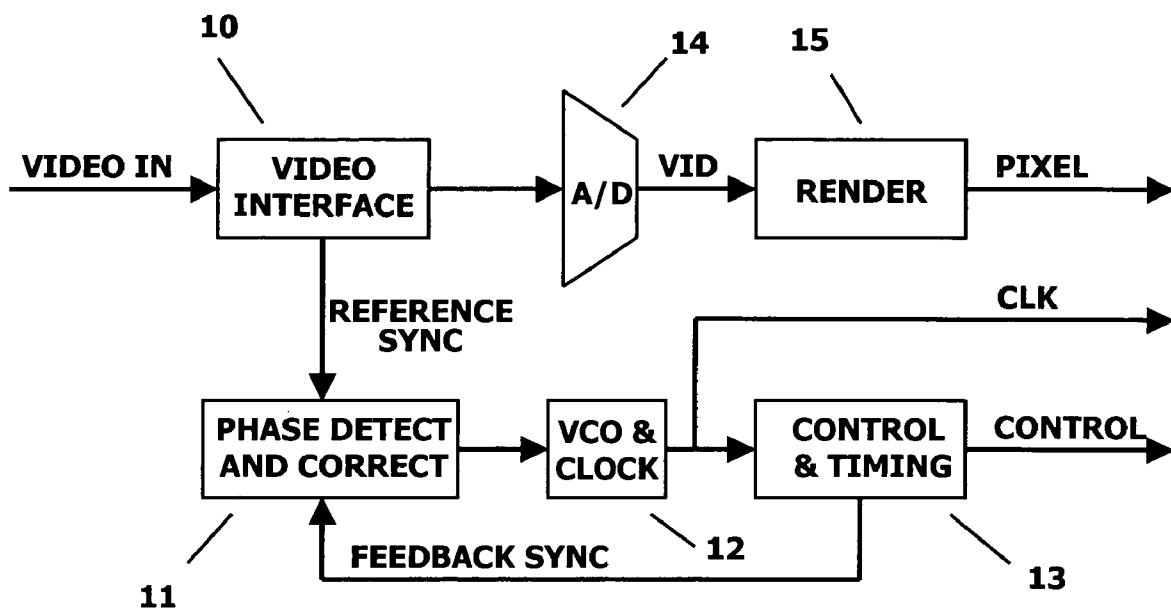 10
14
15
VIDEO IN
VIDEO
INTERFACE
A/D
VID
RENDER
PIXEL
REFERENCE
SYNC
CLK
PHASE DETECT
AND CORRECT
VCO &
CLOCK
CONTROL
& TIMING
CONTROL
FEEDBACK SYNC
11
12
13